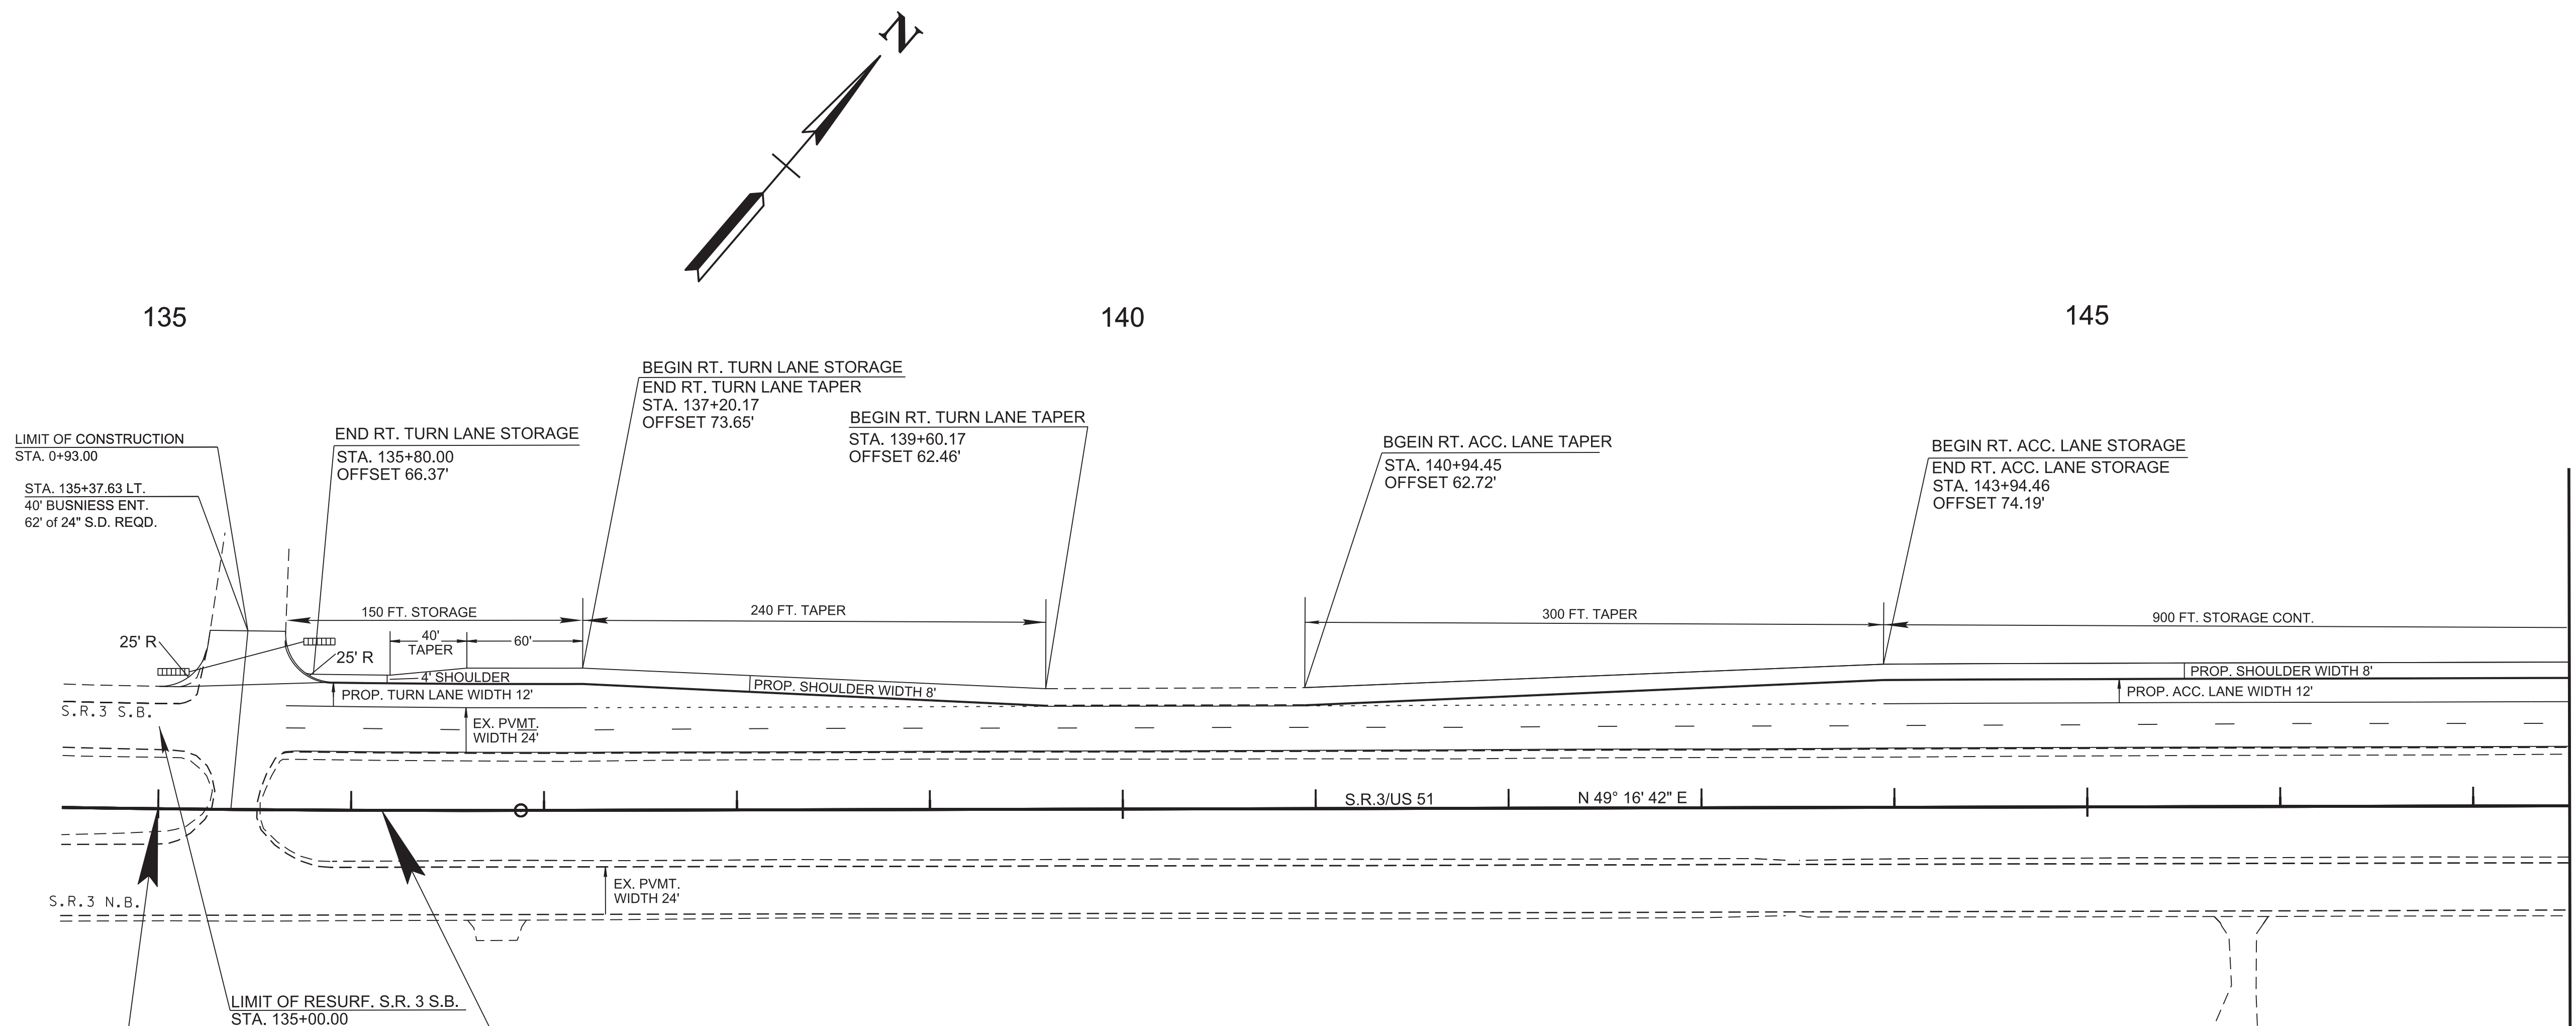 N
135
140
145
BEGIN RT. TURN LANE STORAGE
END RT. TURN LANE TAPER
STA. 137+20.17
OFFSET 73.65'
BEGIN RT. TURN LANE TAPER
STA. 139+60.17
OFFSET 62.46'
LIMIT OF CONSTRUCTION
STA. 0+93.00
END RT. TURN LANE STORAGE
STA. 135+80.00
OFFSET 66.37'
BGEIN RT. ACC. LANE TAPER
STA. 140+94.45
OFFSET 62.72'
BEGIN RT. ACC. LANE STORAGE
END RT. ACC. LANE STORAGE
STA. 143+94.46
OFFSET 74.19'
STA. 135+37.63 LT.
40' BUSNIESS ENT.
62' of 24" S.D. REQD.
150 FT. STORAGE
240 FT. TAPER
300 FT. TAPER
900 FT. STORAGE CONT.
40'
TAPER
60'
25' R
25' R
4' SHOULDER
PROP. TURN LANE WIDTH 12'
PROP. SHOULDER WIDTH 8'
PROP. SHOULDER WIDTH 8'
PROP. ACC. LANE WIDTH 12'
S.R.3 S.B.
EX. PVMT.
WIDTH 24'
S.R.3/US 51
N 49° 16' 42" E
EX. PVMT.
WIDTH 24'
S.R.3 N.B.
LIMIT OF RESURF. S.R. 3 S.B.
STA. 135+00.00